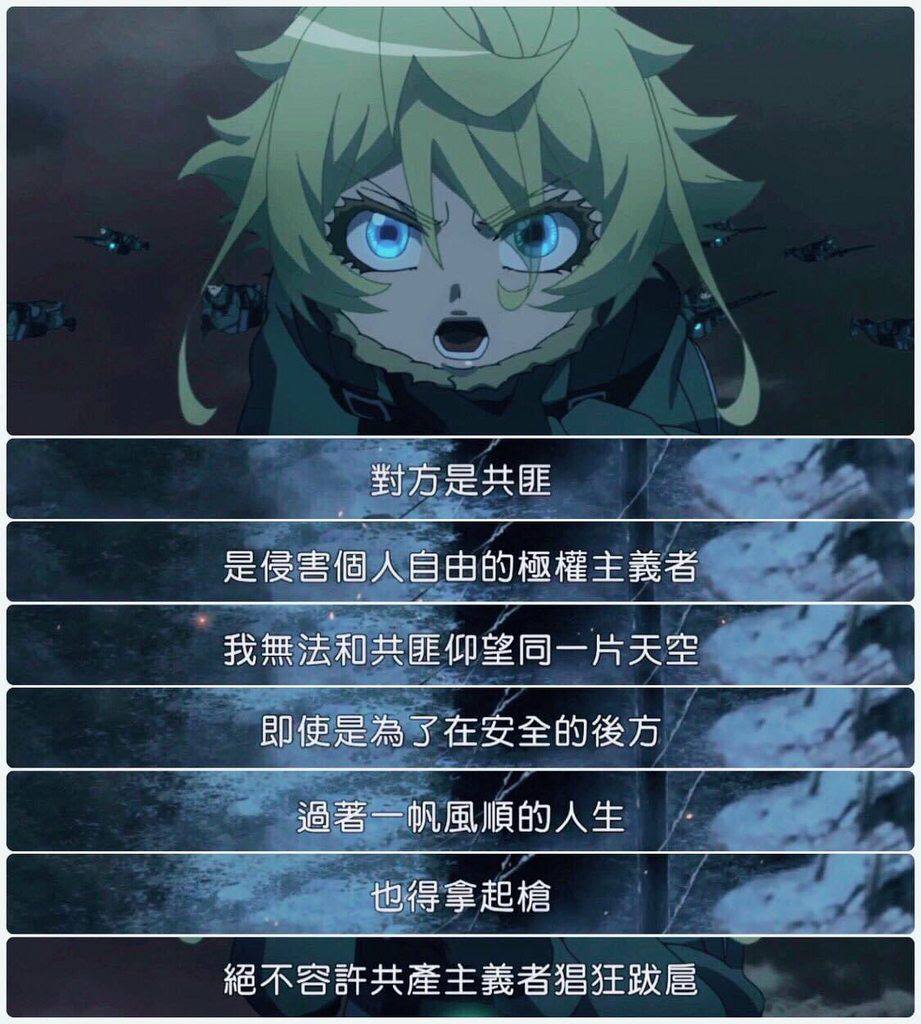 對方是共匪
是侵害個人自由的極權主義者
我無法和共匪仰望同一片天空
即使是為了在安全的後方
過著一帆風順的人生
也得拿起槍
絕不容許共產主義者猖狂跋扈